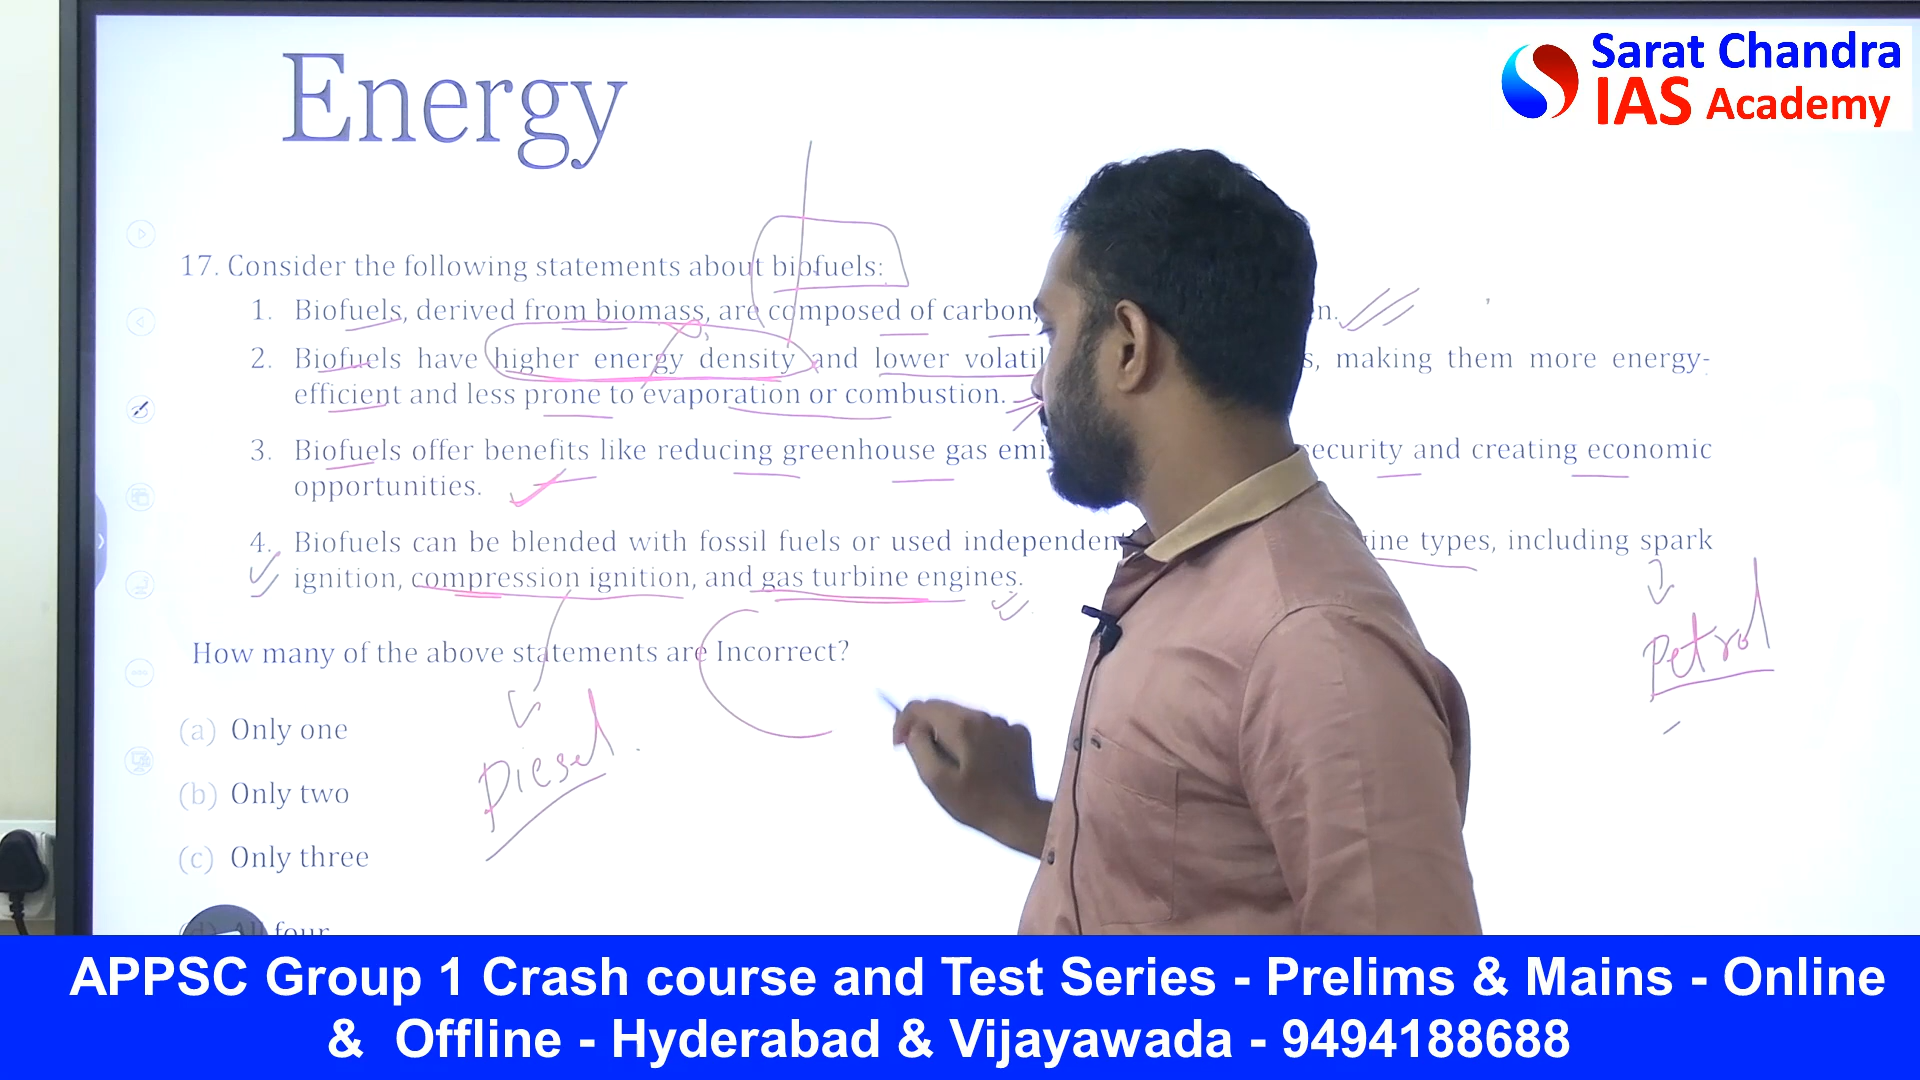 Energy
Sarat Chandra
IAS Academy
17. Consider the following statements about biofuels:
1. Biofuels, derived from biomass, are composed of carbon, n.
2. Biofuels have higher energy density and lower volatil s, making them more energy-
efficient and less prone to evaporation or combustion.
3. Biofuels offer benefits like reducing greenhouse gas emi ecurity and creating economic
opportunities.
4. Biofuels can be blended with fossil fuels or used independent ine types, including spark
ignition, compression ignition, and gas turbine engines.
Petrol
How many of the above statements are Incorrect?
(a) Only one
Diesel
(b) Only two
(c) Only three
(d) All four
APPSC Group 1 Crash course and Test Series - Prelims & Mains - Online
& Offline - Hyderabad & Vijayawada - 9494188688